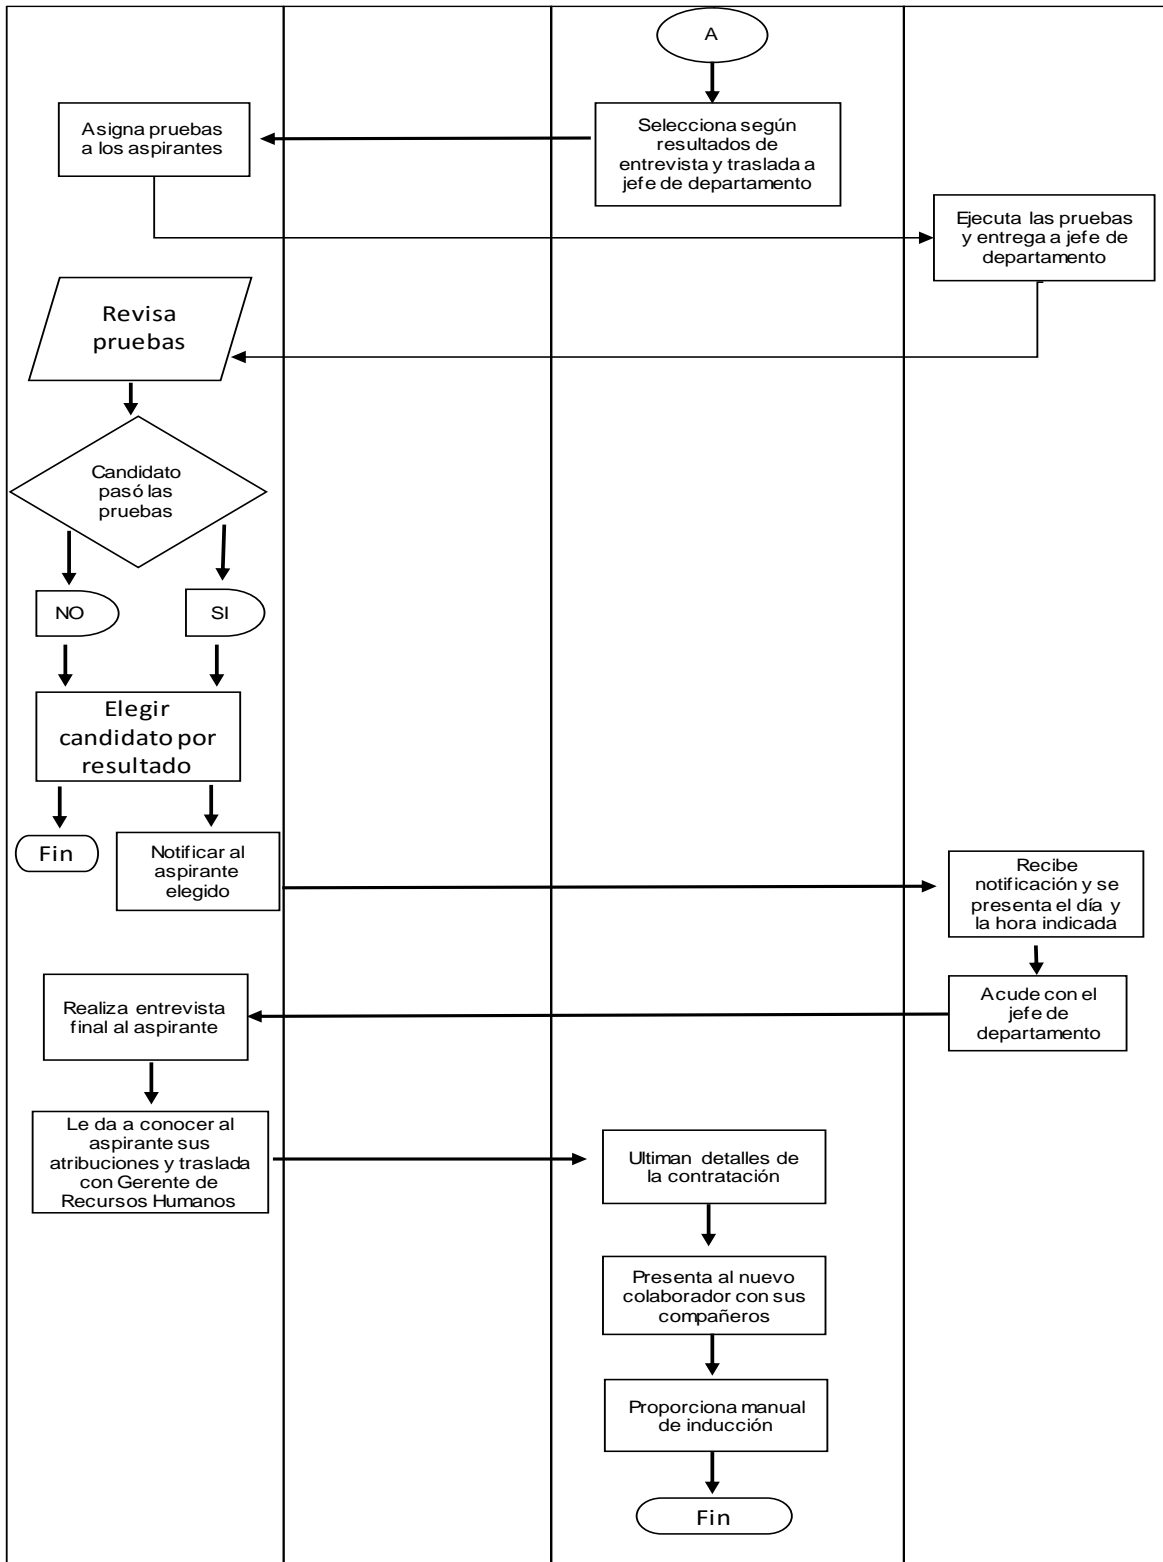 A
Selecciona según
resultados de
entrevista y traslada a
jefe de departamento
Asigna pruebas
a los aspirantes
Ejecuta las pruebas
y entrega a jefe de
departamento
Revisa
pruebas
Candidato
pasó las
pruebas
NO
SI
Elegir
candidato por
resultado
Fin
Notificar al
aspirante
elegido
Recibe
notificación y se
presenta el día y
la hora indicada
Acude con el
jefe de
departamento
Realiza entrevista
final al aspirante
Le da a conocer al
aspirante sus
atribuciones y traslada
con Gerente de
Recursos Humanos
Ultiman detalles de
la contratación
Presenta al nuevo
colaborador con sus
compañeros
Proporciona manual
de inducción
Fin